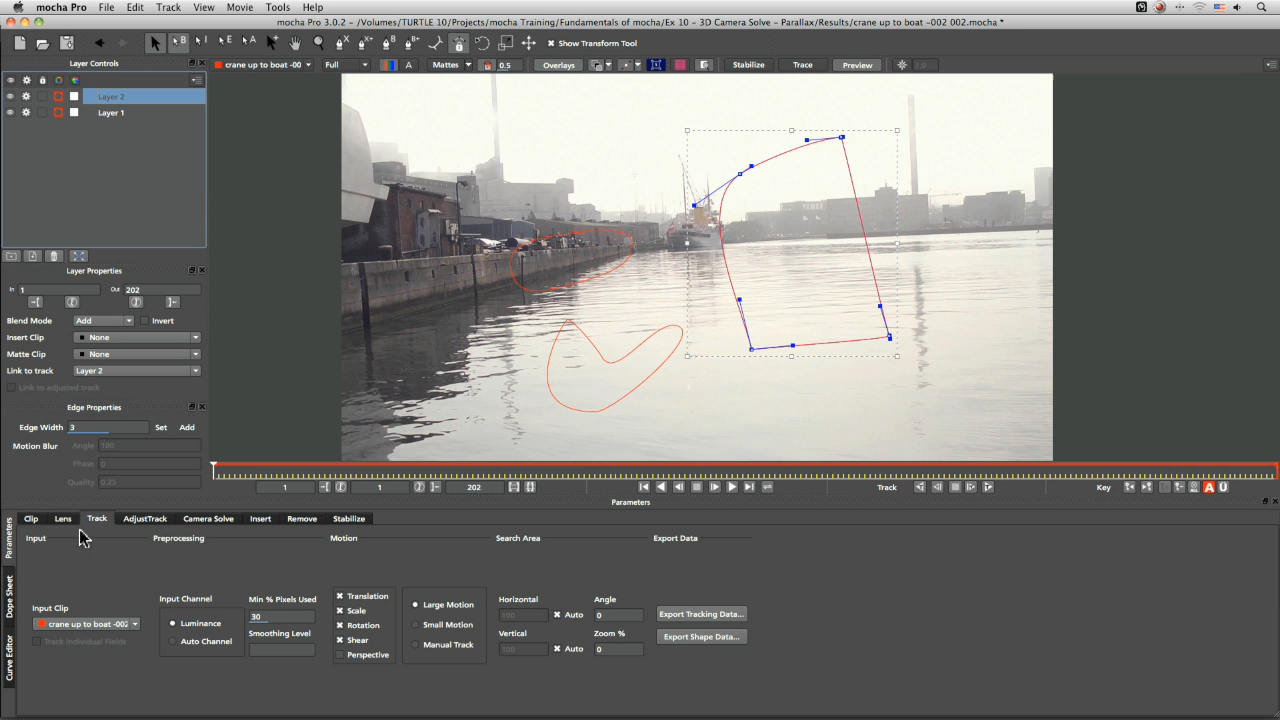 mocha Pro File Edit Track View Movie Tools Help
mocha Pro 3.0.2 - /Volumes/TURTLE 10/Projects/mocha Training/Fundamentals of mocha/Ex 10 - 3D Camera Solve - Parallax/Results/crane up to boat -002 002.mocha *
Show Transform Tool
Layer Controls
crane up to boat -00
Full
Mattes
0.5
Overlays
Stabilize
Trace
Preview
1.0
Layer 2
Layer 1
Layer Properties
In 1 Out 202
Blend Mode Add Invert
Insert Clip None
Matte Clip None
Link to track Layer 2
Link to adjusted track
Edge Properties
Edge Width 3 Set Add
Motion Blur Angle 180
Phase 0
Quality 0.25
1 1 202 Track Key
Parameters
Clip Lens Track AdjustTrack Camera Solve Insert Remove Stabilize
Parameters
Dope Sheet
Curve Editor
Input Preprocessing Motion Search Area Export Data
Input Clip
crane up to boat -002
Track Individual Fields
Input Channel
Luminance
Auto Channel
Min % Pixels Used
30
Smoothing Level
Translation
Scale
Rotation
Shear
Perspective
Large Motion
Small Motion
Manual Track
Horizontal
100 Auto
Vertical
100 Auto
Angle
0
Zoom %
0
Export Tracking Data...
Export Shape Data...